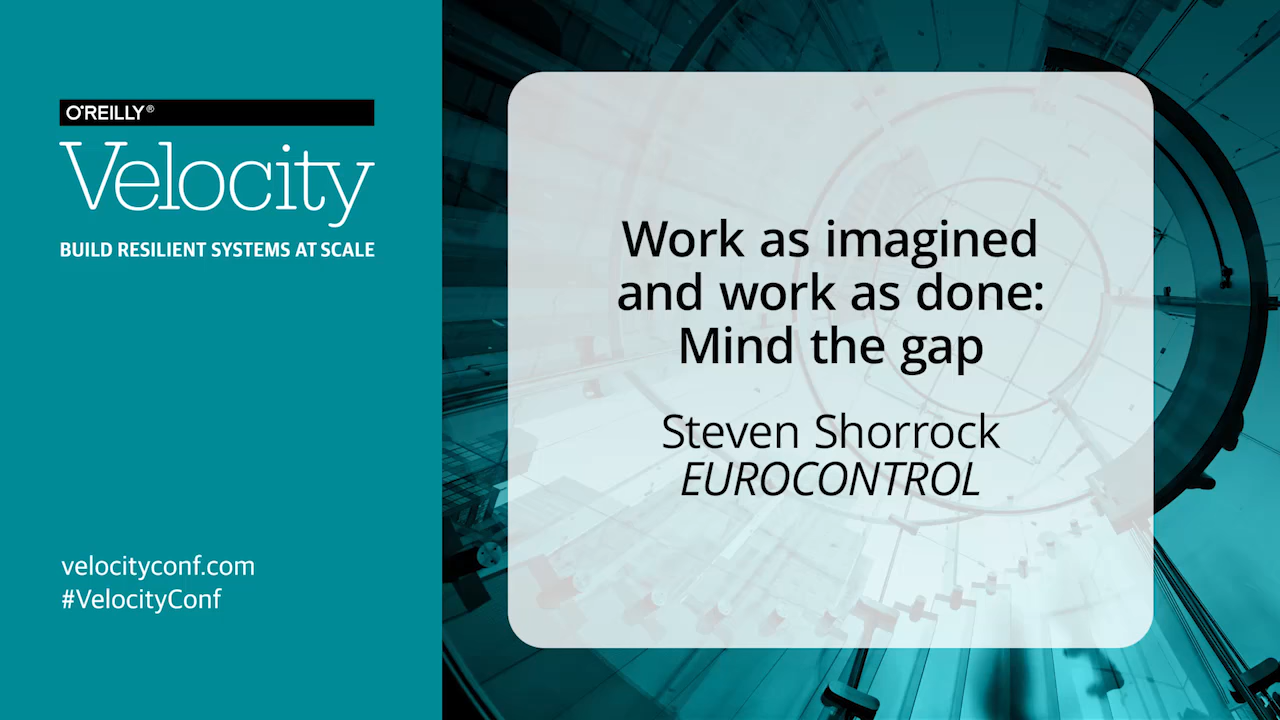 O'REILLY®
Velocity
BUILD RESILIENT SYSTEMS AT SCALE
velocityconf.com
#VelocityConf
Work as imagined
and work as done:
Mind the gap
Steven Shorrock
EUROCONTROL